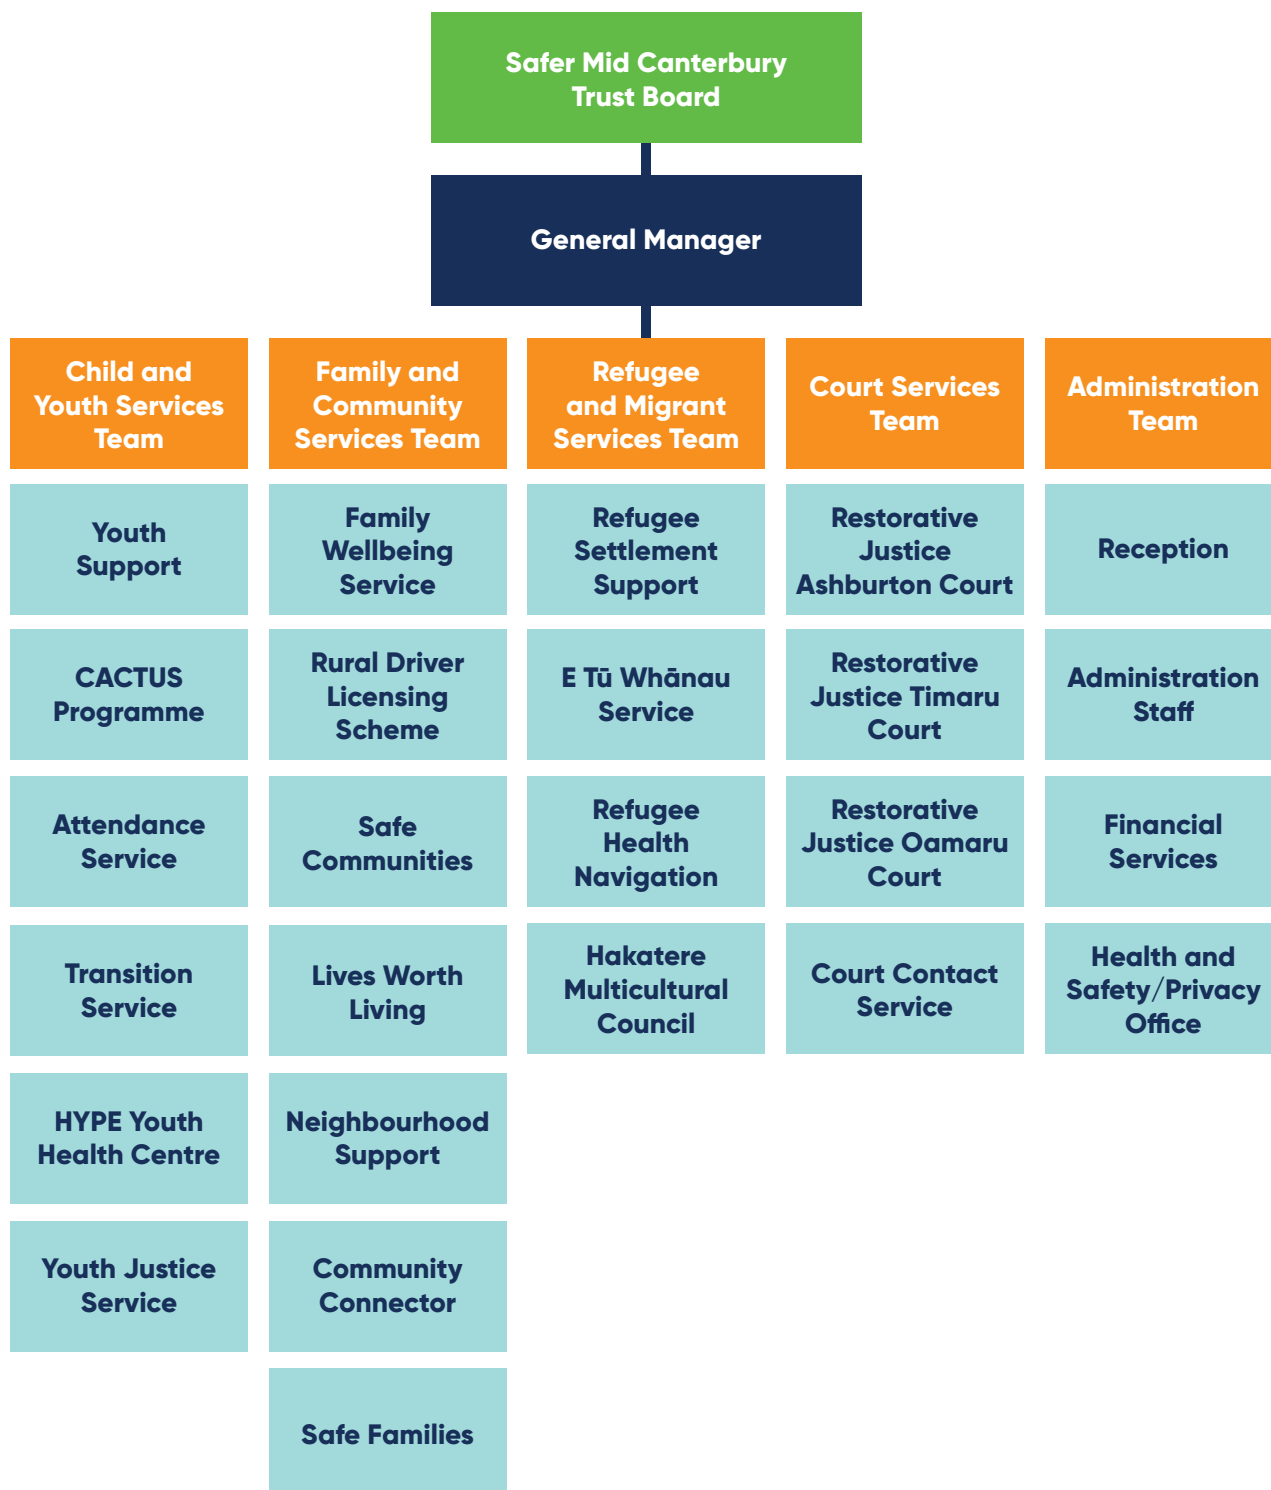 Safer Mid Canterbury
Trust Board
General Manager
Child and
Youth Services
Team
Youth
Support
CACTUS
Programme
Attendance
Service
Transition
Service
HYPE Youth
Health Centre
Youth Justice
Service
Family and
Community
Services Team
Family
Wellbeing
Service
Rural Driver
Licensing
Scheme
Safe
Communities
Lives Worth
Living
Neighbourhood
Support
Community
Connector
Safe Families
Refugee
and Migrant
Services Team
Refugee
Settlement
Support
E Tū Whānau
Service
Refugee
Health
Navigation
Hakatere
Multicultural
Council
Court Services
Team
Restorative
Justice
Ashburton Court
Restorative
Justice Timaru
Court
Restorative
Justice Oamaru
Court
Court Contact
Service
Administration
Team
Reception
Administration
Staff
Financial
Services
Health and
Safety/Privacy
Office